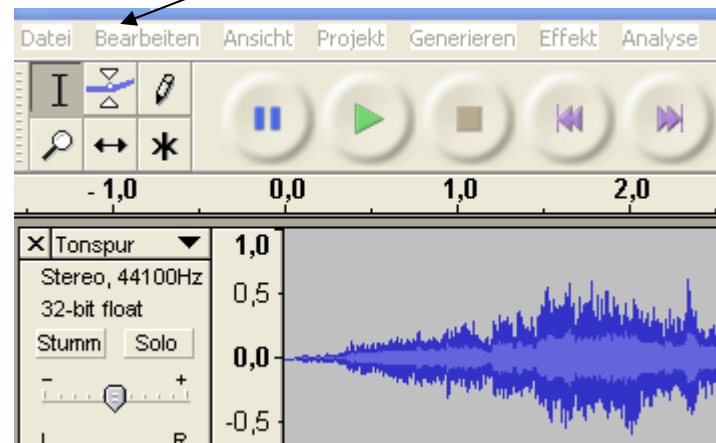 Datei Bearbeiten Ansicht Projekt Generieren Effekt Analyse
- 1,0 0,0 1,0 2,0
X Tonspur
1,0
Stereo, 44100Hz
32-bit float
0,5
Stumm Solo
0,0
- +
-0,5
L R